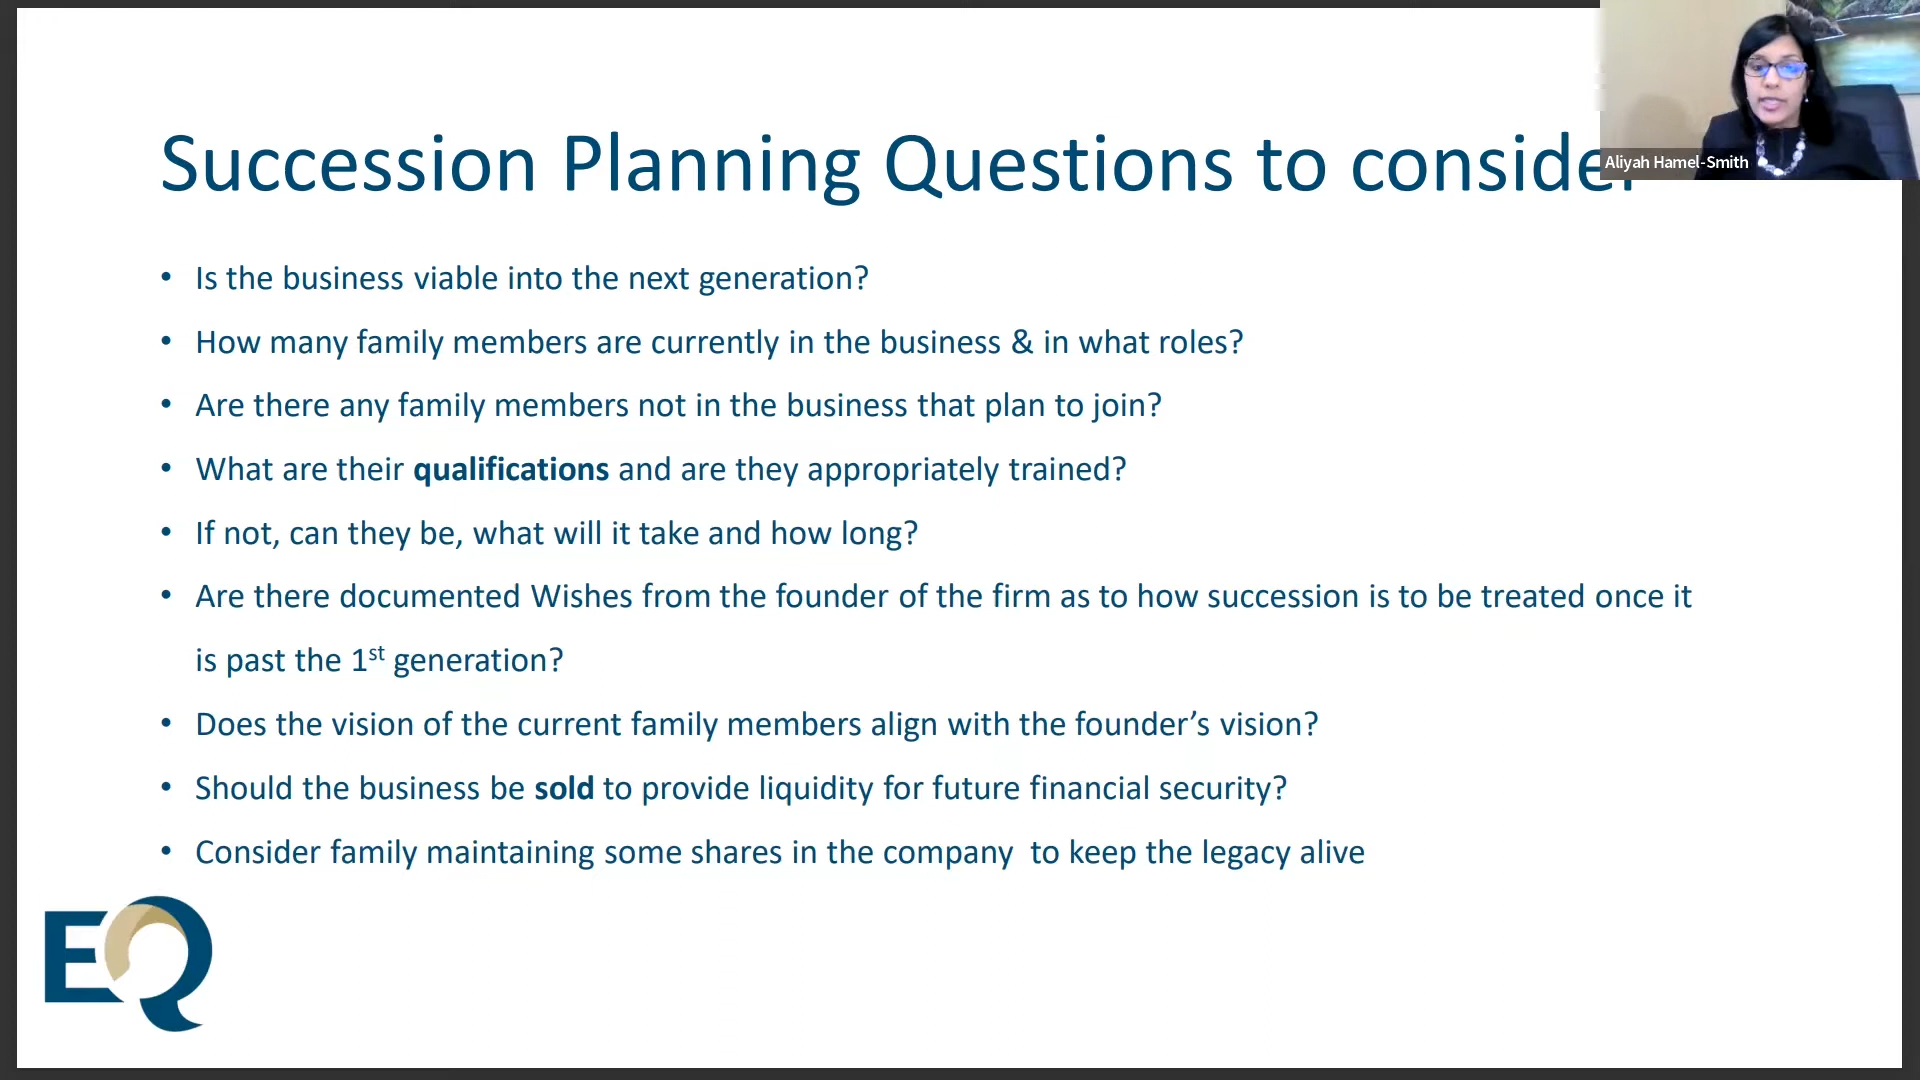 Succession Planning Questions to consider
Aliyah Hamel-Smith
• Is the business viable into the next generation?
• How many family members are currently in the business & in what roles?
• Are there any family members not in the business that plan to join?
• What are their qualifications and are they appropriately trained?
• If not, can they be, what will it take and how long?
• Are there documented Wishes from the founder of the firm as to how succession is to be treated once it
is past the 1st generation?
• Does the vision of the current family members align with the founder’s vision?
• Should the business be sold to provide liquidity for future financial security?
• Consider family maintaining some shares in the company  to keep the legacy alive
EQ